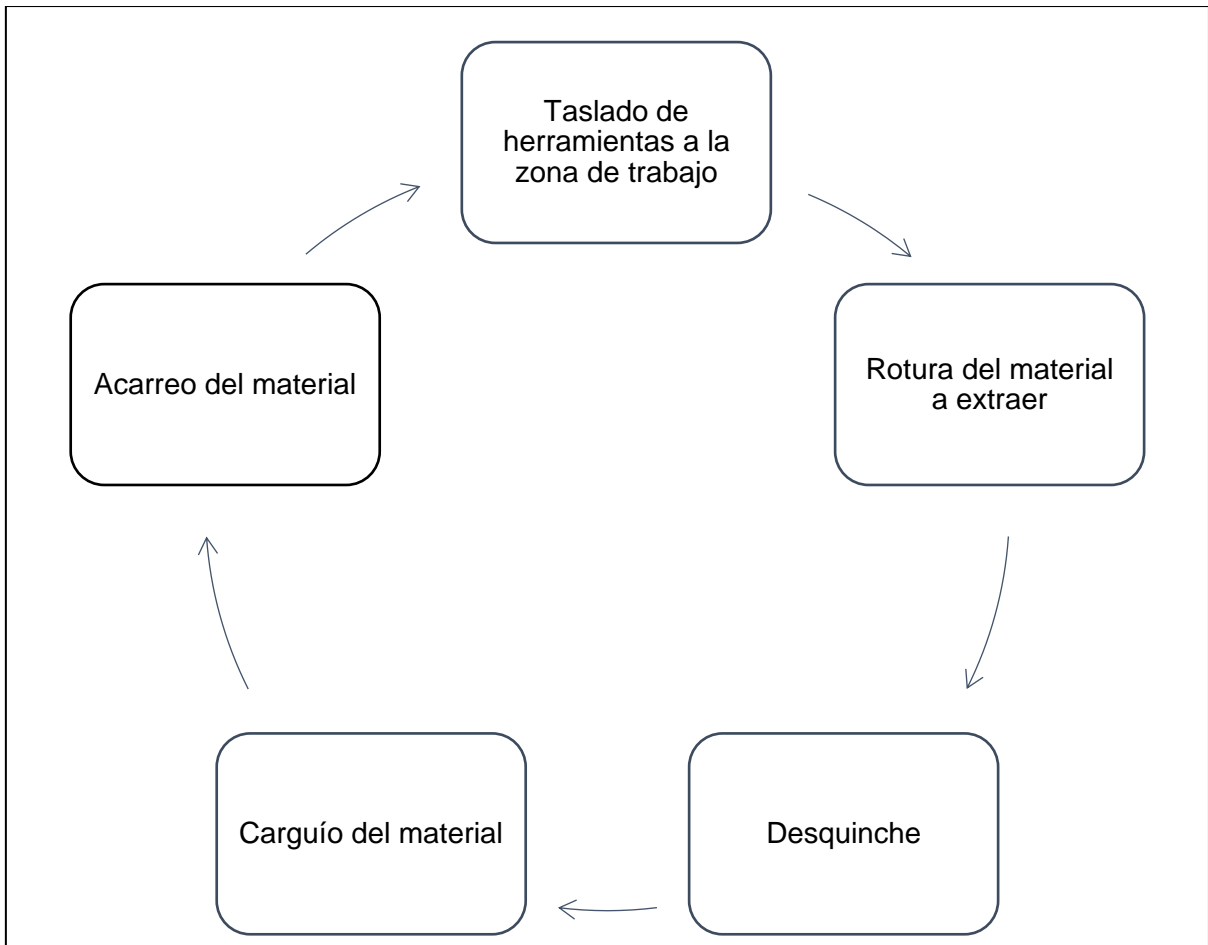 Taslado de
herramientas a la
zona de trabajo
Rotura del material
a extraer
Desquinche
Carguío del material
Acarreo del material